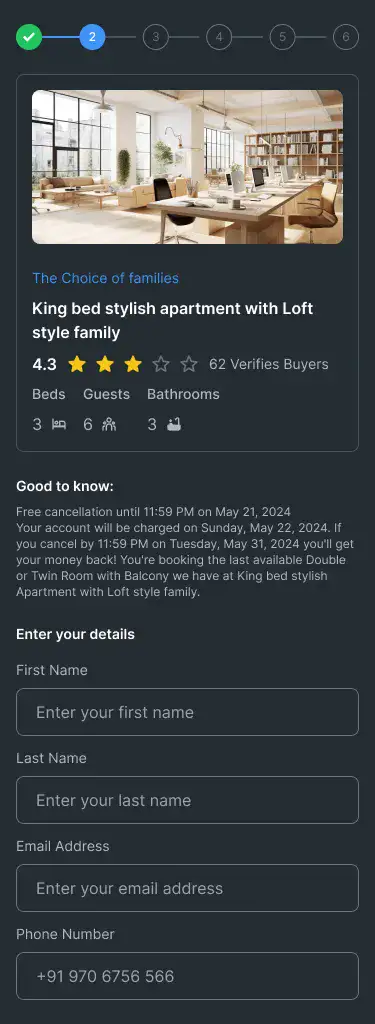 2
3
4
5
6
The Choice of families
King bed stylish apartment with Loft
style family
4.3 62 Verifies Buyers
Beds Guests Bathrooms
3 6 3
Good to know:
Free cancellation until 11:59 PM on May 21, 2024
Your account will be charged on Sunday, May 22, 2024. If
you cancel by 11:59 PM on Tuesday, May 31, 2024 you'll get
your money back! You're booking the last available Double
or Twin Room with Balcony we have at King bed stylish
Apartment with Loft style family.
Enter your details
First Name
Enter your first name
Last Name
Enter your last name
Email Address
Enter your email address
Phone Number
+91 970 6756 566